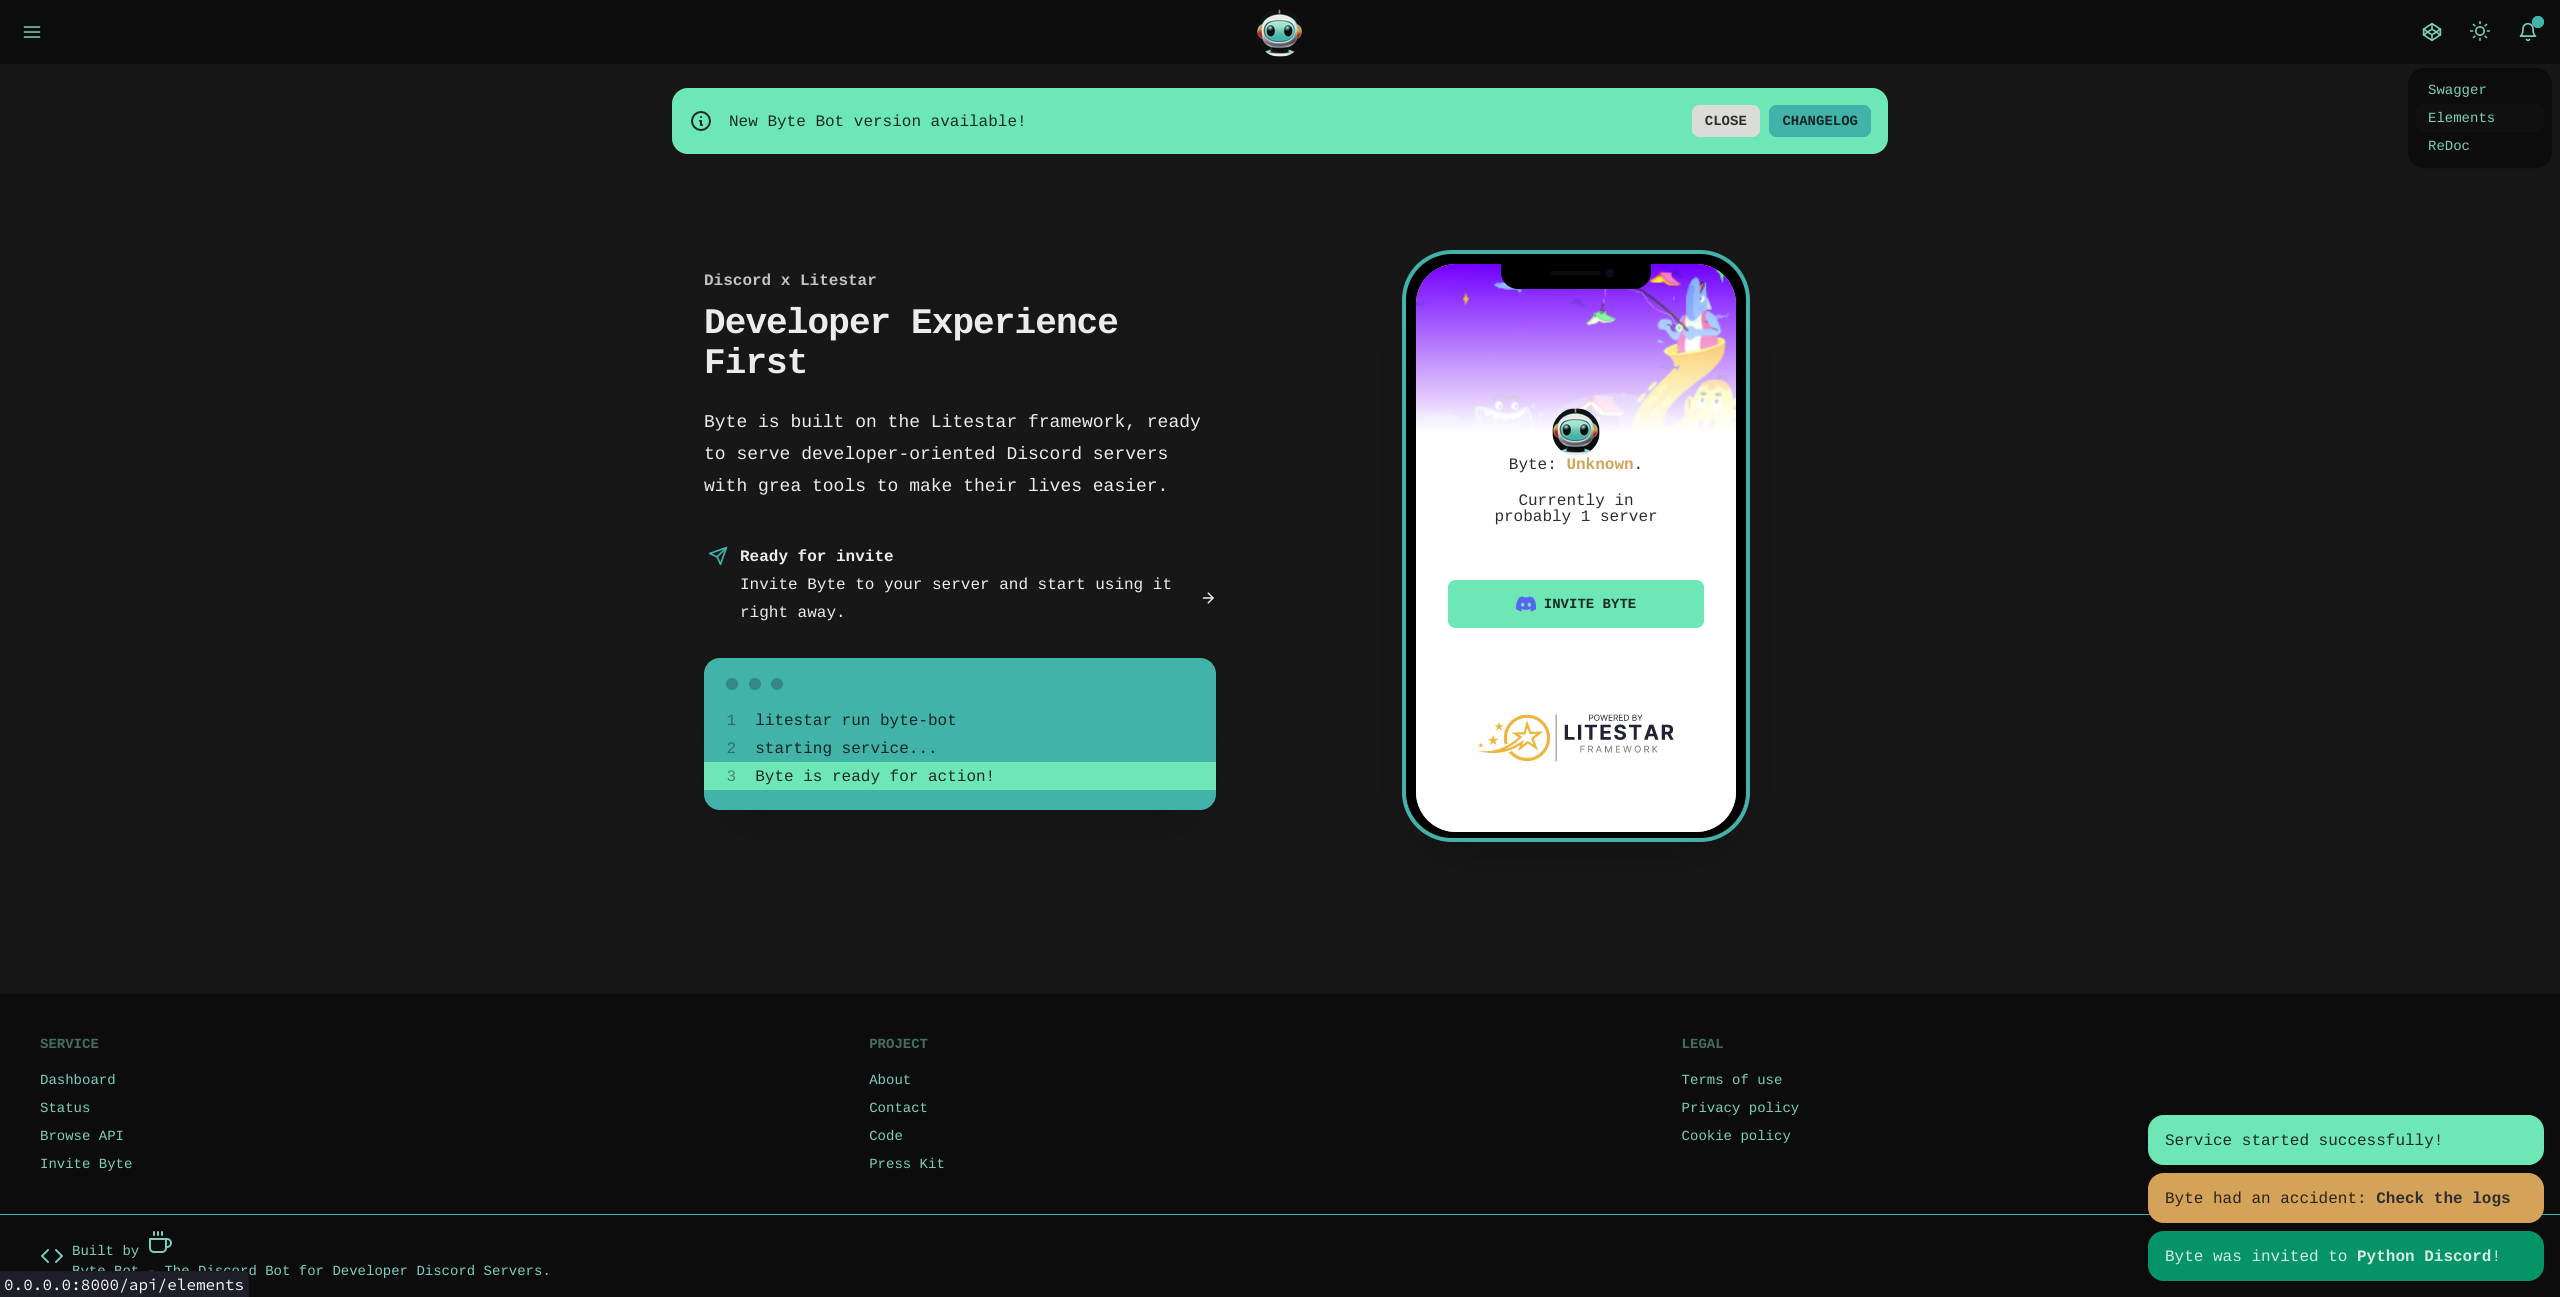 Swagger
Elements
ReDoc
New Byte Bot version available!
CLOSE
CHANGELOG
Discord x Litestar
Developer Experience
First
Byte is built on the Litestar framework, ready
to serve developer-oriented Discord servers
with grea tools to make their lives easier.
Ready for invite
Invite Byte to your server and start using it
right away.
1 litestar run byte-bot
2 starting service...
3 Byte is ready for action!
Byte: Unknown.
Currently in
probably 1 server
INVITE BYTE
POWERED BY
LITESTAR
FRAMEWORK
SERVICE
Dashboard
Status
Browse API
Invite Byte
PROJECT
About
Contact
Code
Press Kit
LEGAL
Terms of use
Privacy policy
Cookie policy
Service started successfully!
Byte had an accident: Check the logs
Byte was invited to Python Discord!
Built by
Byte Bot - The Discord Bot for Developer Discord Servers.
0.0.0.0:8000/api/elements